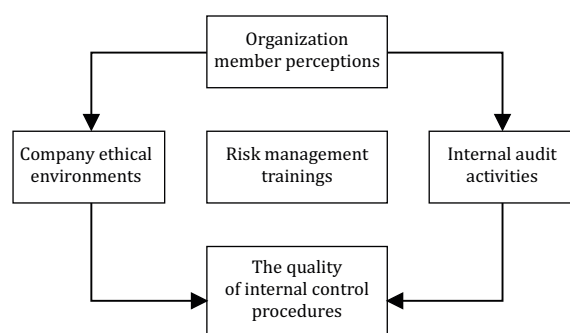 Organization
member perceptions
Company ethical
environments
Risk management
trainings
Internal audit
activities
The quality
of internal control
procedures